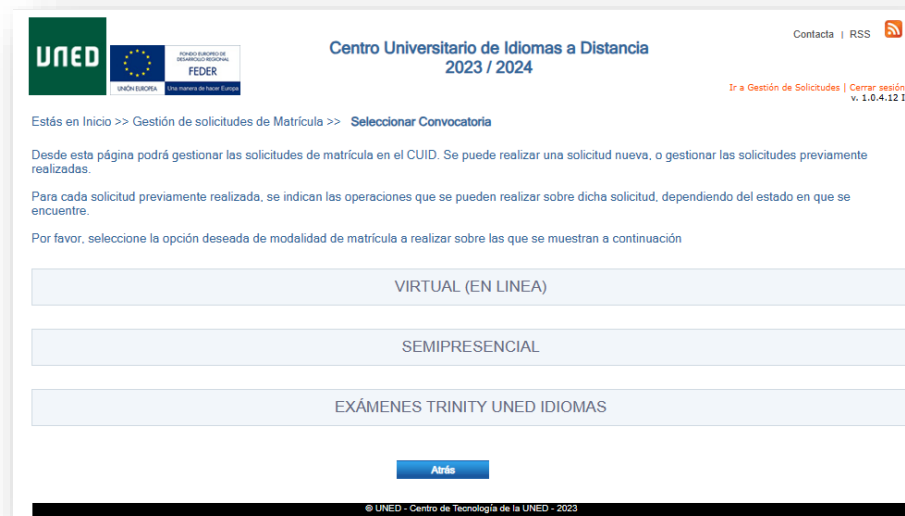 UNED
UNIÓN EUROPEA
FONDO EUROPEO DE
DESARROLLO REGIONAL
FEDER
Una manera de hacer Europa
Centro Universitario de Idiomas a Distancia
2023 / 2024
Contacta | RSS
Ir a Gestión de Solicitudes | Cerrar sesión
v. 1.0.4.12 I
Estás en Inicio >> Gestión de solicitudes de Matrícula >> Seleccionar Convocatoria
Desde esta página podrá gestionar las solicitudes de matrícula en el CUID. Se puede realizar una solicitud nueva, o gestionar las solicitudes previamente
realizadas.
Para cada solicitud previamente realizada, se indican las operaciones que se pueden realizar sobre dicha solicitud, dependiendo del estado en que se
encuentre.
Por favor, seleccione la opción deseada de modalidad de matrícula a realizar sobre las que se muestran a continuación
VIRTUAL (EN LINEA)
SEMIPRESENCIAL
EXÁMENES TRINITY UNED IDIOMAS
Atrás
© UNED - Centro de Tecnología de la UNED - 2023